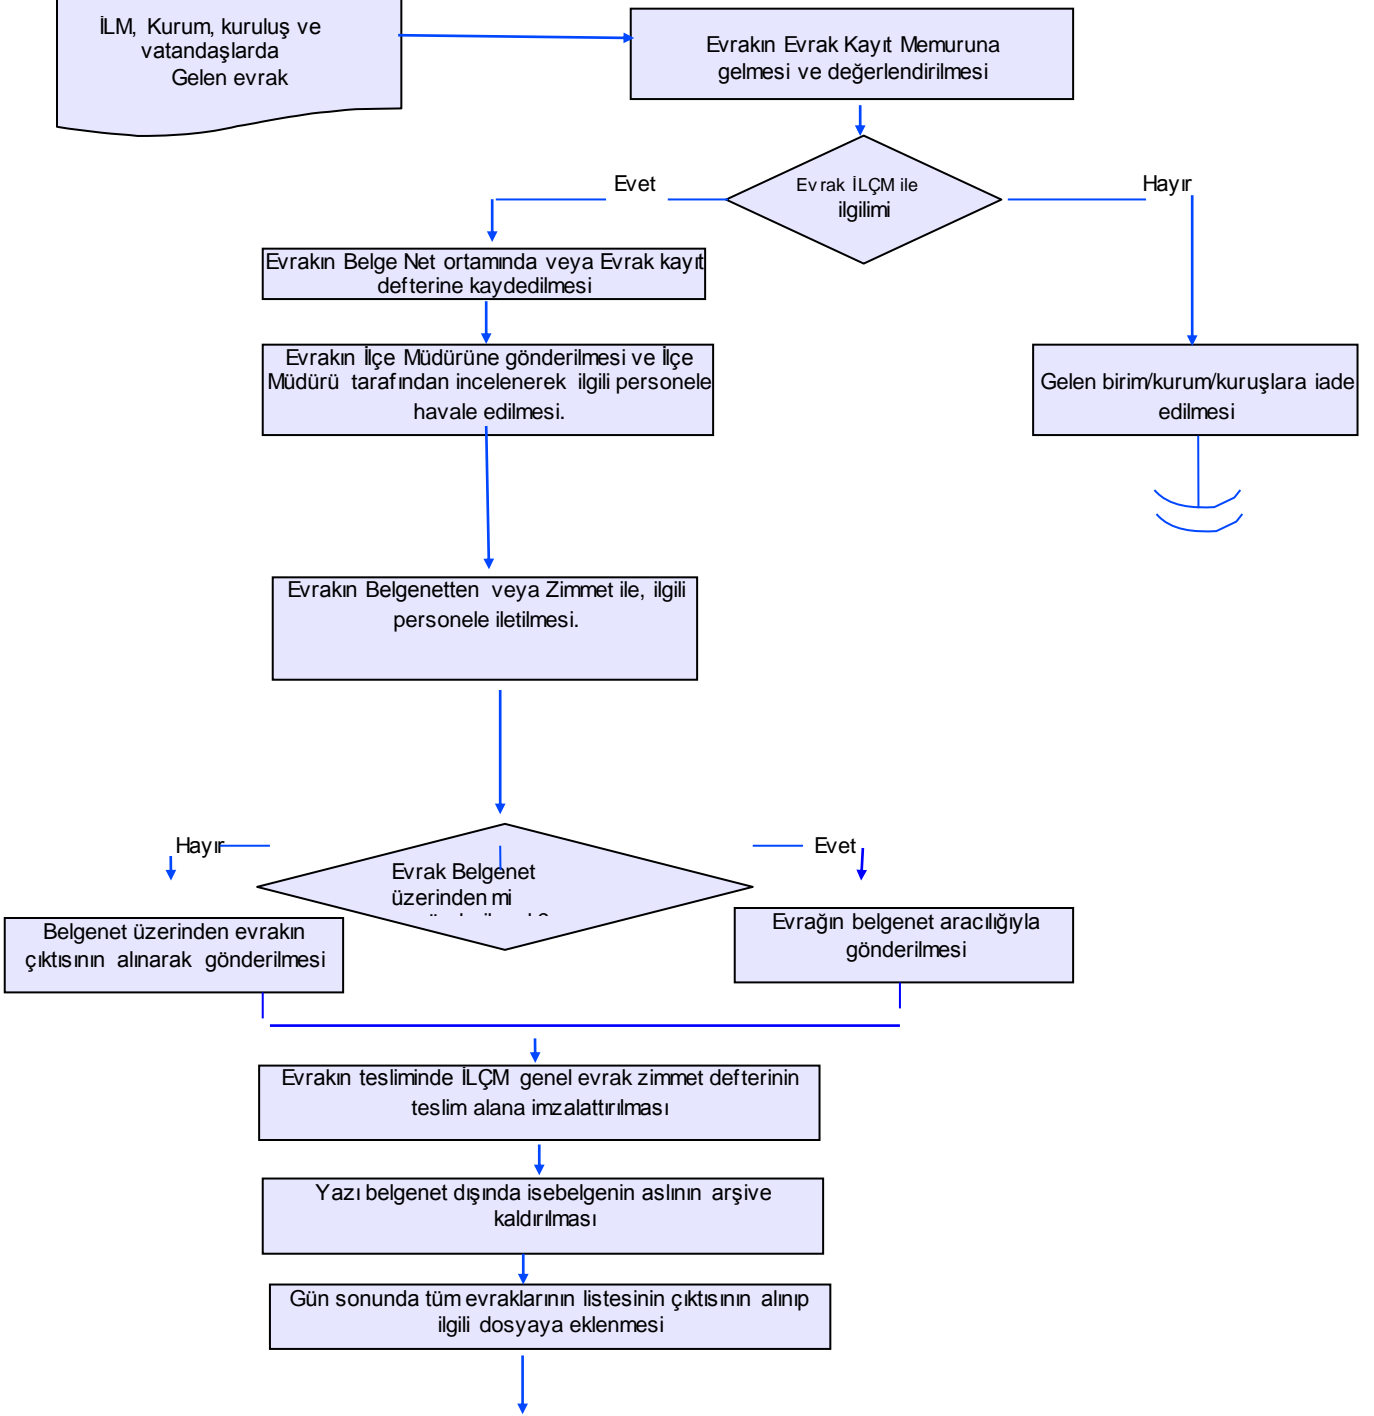 İLM, Kurum, kuruluş ve
vatandaşlarda
Gelen evrak
Evrakın Evrak Kayıt Memuruna
gelmesi ve değerlendirilmesi
Evrak İLÇM ile
ilgilimi
Evet
Hayır
Evrakın Belge Net ortamında veya Evrak kayıt
defterine kaydedilmesi
Evrakın İlçe Müdürüne gönderilmesi ve İlçe
Müdürü tarafından incelenerek ilgili personele
havale edilmesi.
Gelen birim/kurum/kuruşlara iade
edilmesi
Evrakın Belgenetten veya Zimmet ile, ilgili
personele iletilmesi.
Hayır
Evet
Evrak Belgenet
üzerinden mi
Belgenet üzerinden evrakın
çıktısının alınarak gönderilmesi
Evrağın belgenet aracılığıyla
gönderilmesi
Evrakın tesliminde İLÇM genel evrak zimmet defterinin
teslim alana imzalattırılması
Yazı belgenet dışında isebelgenin aslının arşive
kaldırılması
Gün sonunda tüm evraklarının listesinin çıktısının alınıp
ilgili dosyaya eklenmesi